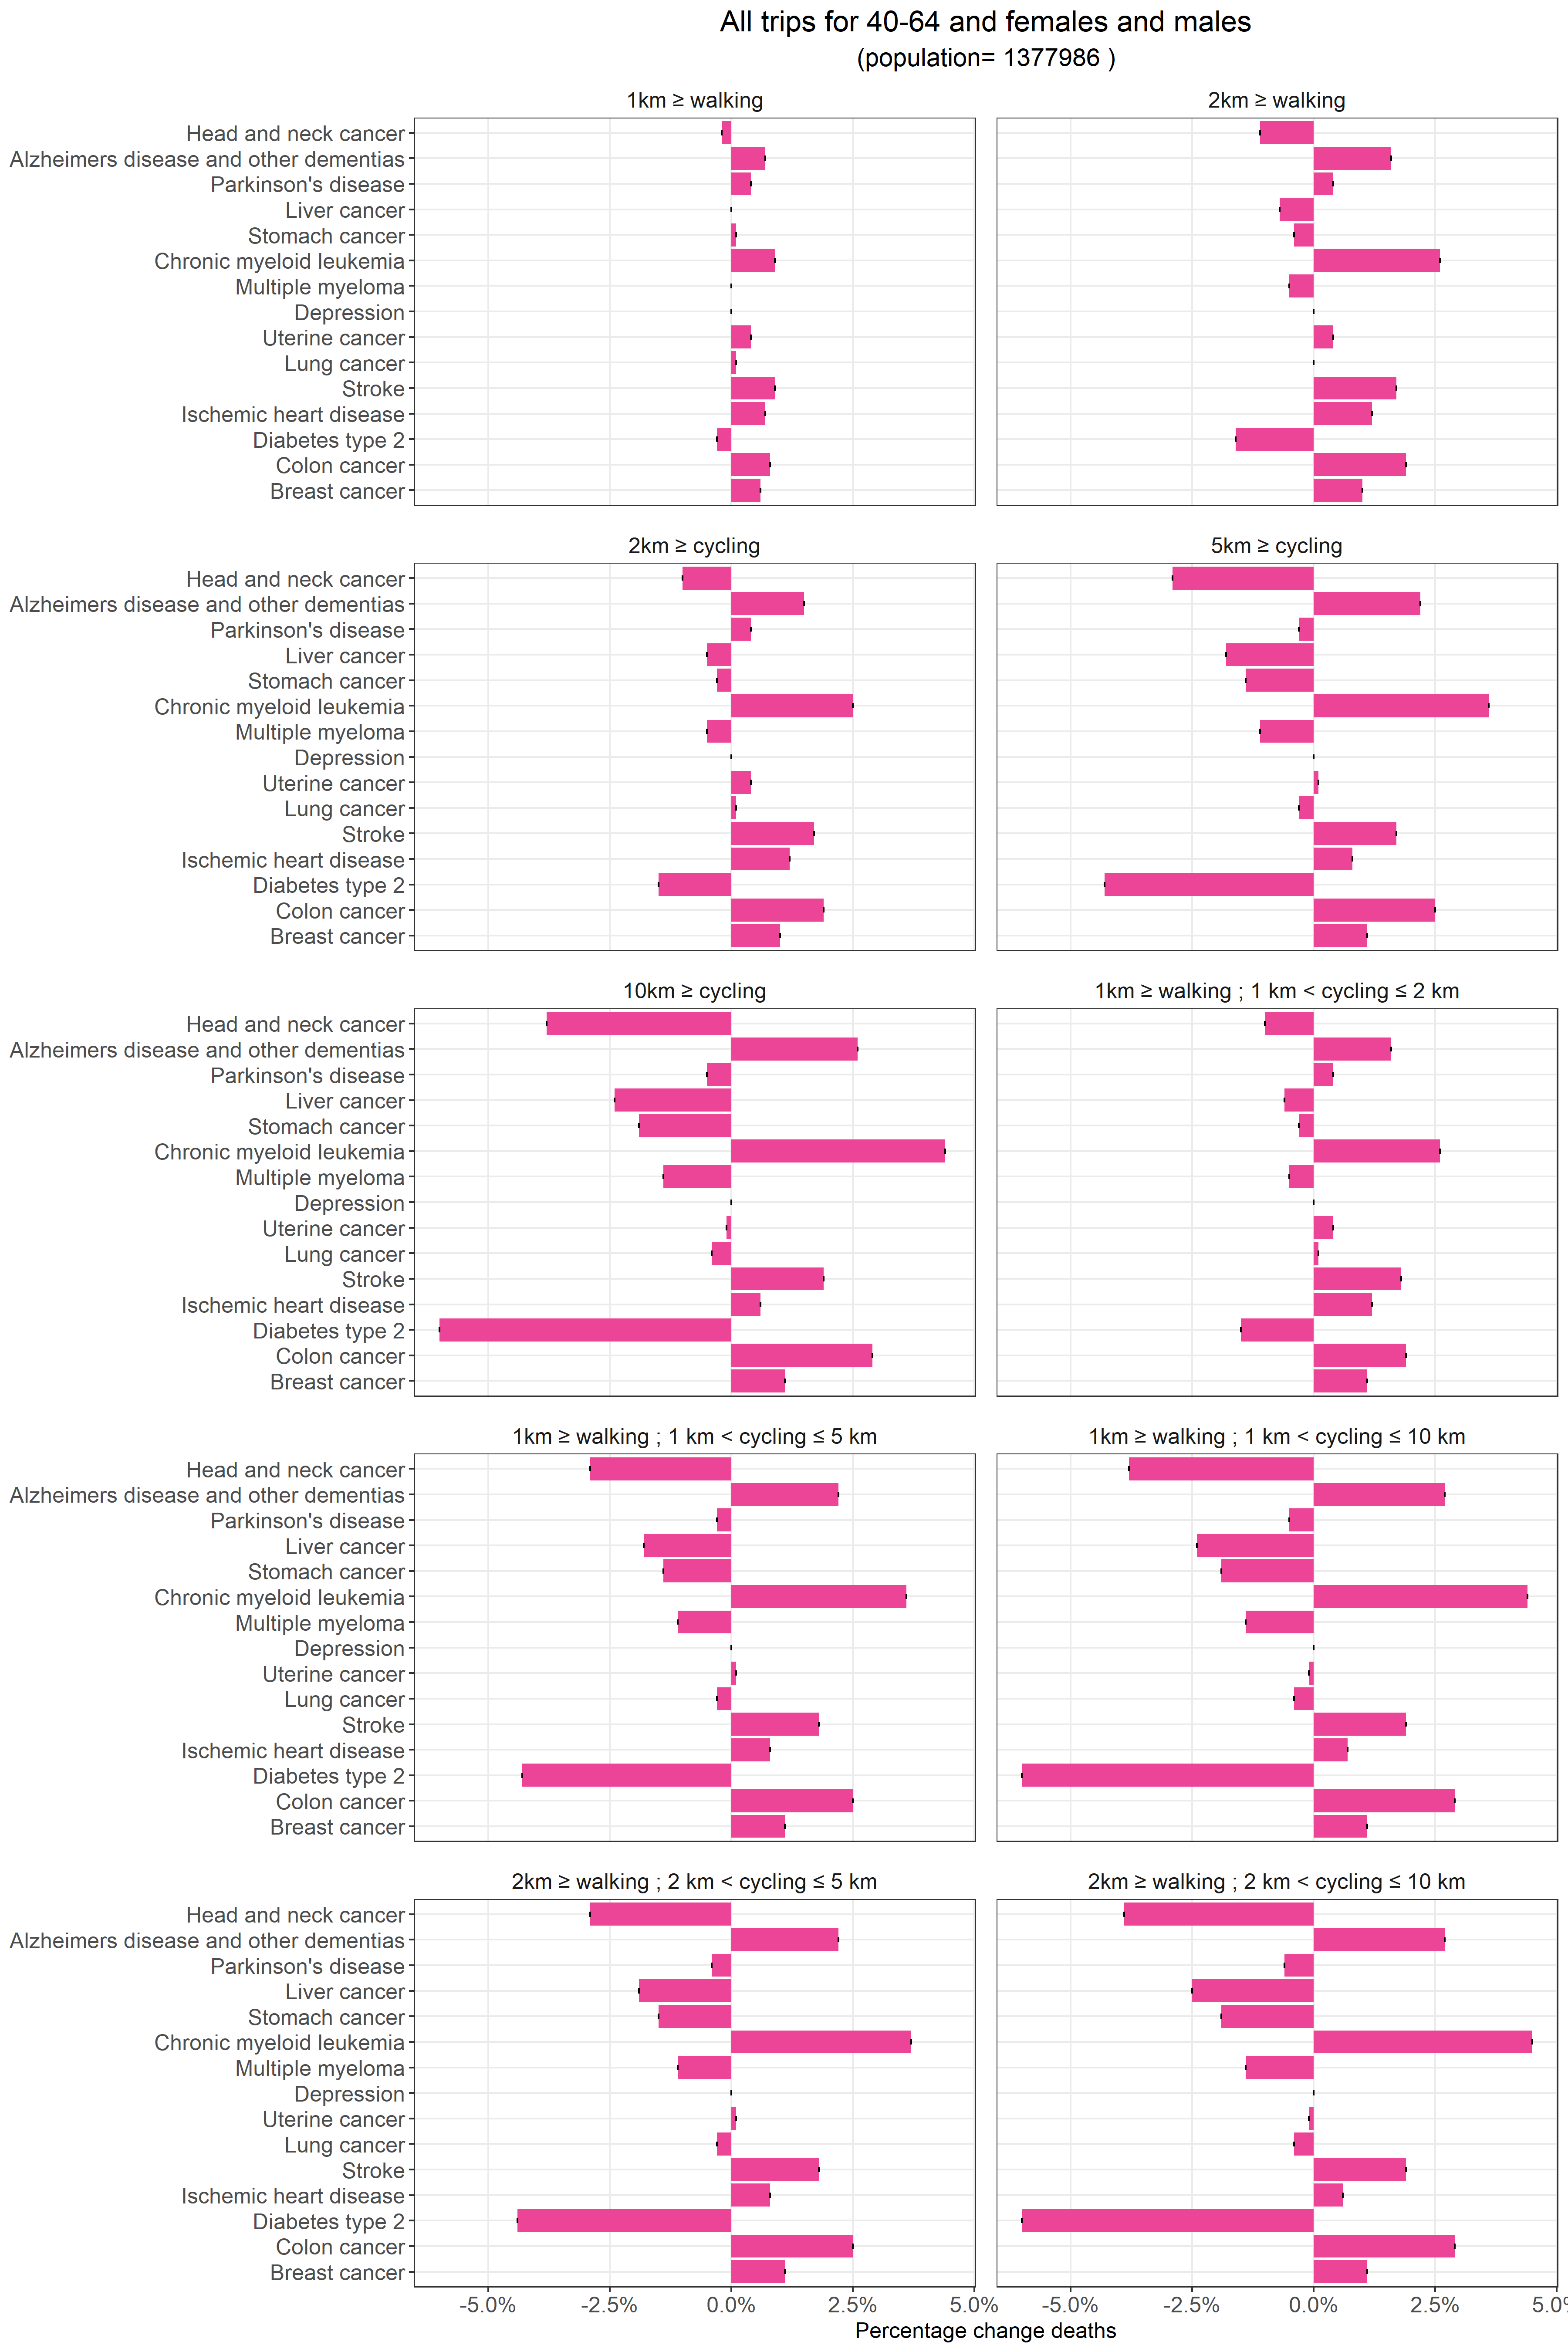 All trips for 40-64 and females and males
(population= 1377986 )
1km ≥ walking
2km ≥ walking
Head and neck cancer
Alzheimers disease and other dementias
Parkinson's disease
Liver cancer
Stomach cancer
Chronic myeloid leukemia
Multiple myeloma
Depression
Uterine cancer
Lung cancer
Stroke
Ischemic heart disease
Diabetes type 2
Colon cancer
Breast cancer
2km ≥ cycling
5km ≥ cycling
Head and neck cancer
Alzheimers disease and other dementias
Parkinson's disease
Liver cancer
Stomach cancer
Chronic myeloid leukemia
Multiple myeloma
Depression
Uterine cancer
Lung cancer
Stroke
Ischemic heart disease
Diabetes type 2
Colon cancer
Breast cancer
10km ≥ cycling
1km ≥ walking ; 1 km < cycling ≤ 2 km
Head and neck cancer
Alzheimers disease and other dementias
Parkinson's disease
Liver cancer
Stomach cancer
Chronic myeloid leukemia
Multiple myeloma
Depression
Uterine cancer
Lung cancer
Stroke
Ischemic heart disease
Diabetes type 2
Colon cancer
Breast cancer
1km ≥ walking ; 1 km < cycling ≤ 5 km
1km ≥ walking ; 1 km < cycling ≤ 10 km
Head and neck cancer
Alzheimers disease and other dementias
Parkinson's disease
Liver cancer
Stomach cancer
Chronic myeloid leukemia
Multiple myeloma
Depression
Uterine cancer
Lung cancer
Stroke
Ischemic heart disease
Diabetes type 2
Colon cancer
Breast cancer
2km ≥ walking ; 2 km < cycling ≤ 5 km
2km ≥ walking ; 2 km < cycling ≤ 10 km
Head and neck cancer
Alzheimers disease and other dementias
Parkinson's disease
Liver cancer
Stomach cancer
Chronic myeloid leukemia
Multiple myeloma
Depression
Uterine cancer
Lung cancer
Stroke
Ischemic heart disease
Diabetes type 2
Colon cancer
Breast cancer
-5.0% -2.5% 0.0% 2.5% 5.0% -5.0% -2.5% 0.0% 2.5% 5.0%
Percentage change deaths